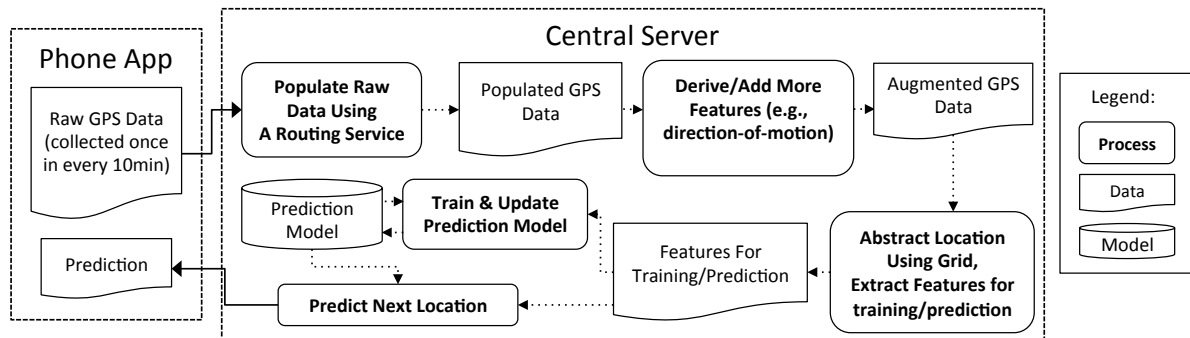 Phone App
Raw GPS Data
(collected once
in every 10min)
Prediction
Central Server
Populate Raw
Data Using
A Routing Service
Populated GPS
Data
Derive/Add More
Features (e.g.,
direction-of-motion)
Augmented GPS
Data
Prediction
Model
Train & Update
Prediction Model
Features For
Training/Prediction
Abstract Location
Using Grid,
Extract Features for
training/prediction
Predict Next Location
Legend:
Process
Data
Model